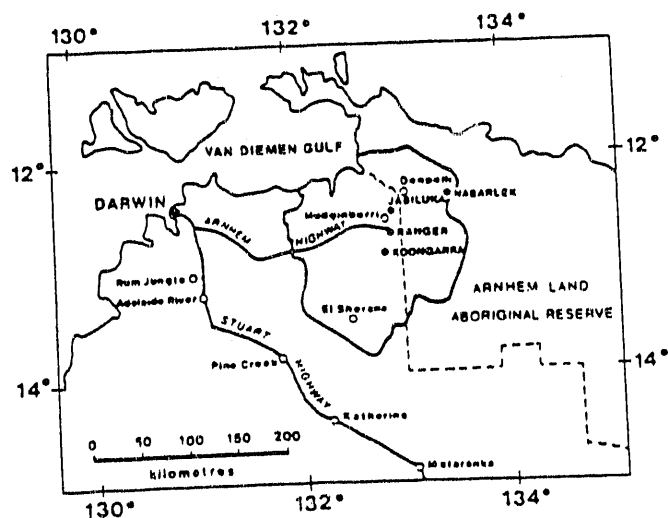 130°
132°
134°
12°
12°
VAN DIEMEN GULF
DARWIN
Oenpelli
JABILUKA
NABARLEK
Mudginbarri
ARNHEM HIGHWAY
RANGER
KOONGARRA
Rum Jungle
Adelaide River
El Sherana
ARNHEM LAND
ABORIGINAL RESERVE
STUART HIGHWAY
Pine Creek
14°
14°
Katherine
0 50 100 150 200
kilometres
Mataranka
130°
132°
134°